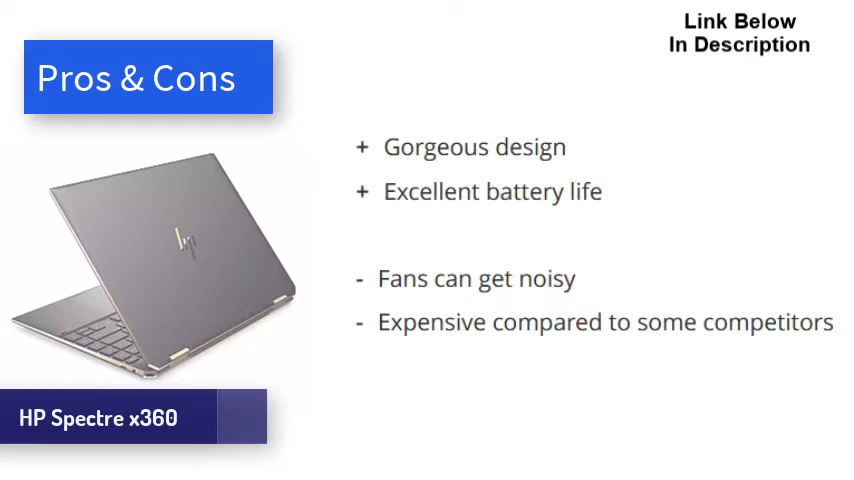 Link Below
In Description
Pros & Cons
+ Gorgeous design
+ Excellent battery life
- Fans can get noisy
- Expensive compared to some competitors
hp
HP Spectre x360